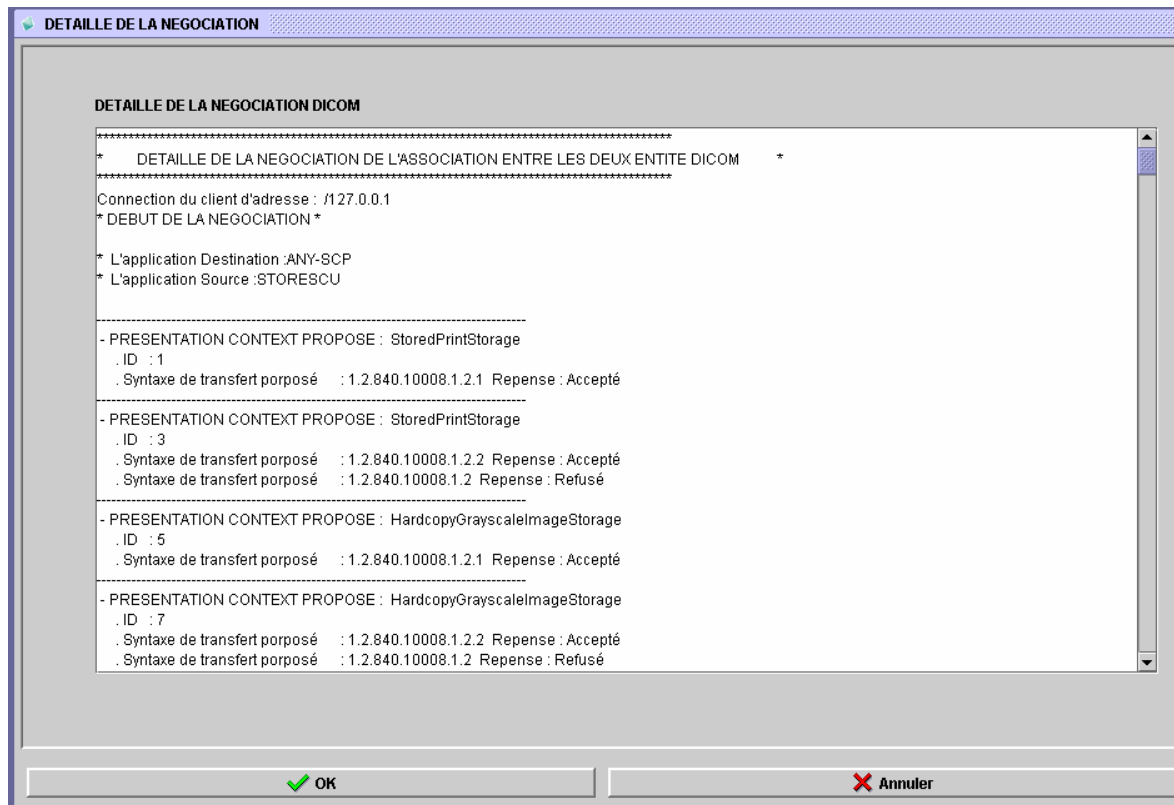 DETAILLE DE LA NEGOCIATION
DETAILLE DE LA NEGOCIATION DICOM
********************************************************************************************
* DETAILLE DE LA NEGOCIATION DE L'ASSOCIATION ENTRE LES DEUX ENTITE DICOM *
********************************************************************************************
Connection du client d'adresse : /127.0.0.1
* DEBUT DE LA NEGOCIATION *
* L'application Destination :ANY-SCP
* L'application Source :STORESCU
-----------------------------------------------------------------------------------------------
- PRESENTATION CONTEXT PROPOSE : StoredPrintStorage
. ID : 1
. Syntaxe de transfert porposé : 1.2.840.10008.1.2.1 Repense : Accepté
-----------------------------------------------------------------------------------------------
- PRESENTATION CONTEXT PROPOSE : StoredPrintStorage
. ID : 3
. Syntaxe de transfert porposé : 1.2.840.10008.1.2.2 Repense : Accepté
. Syntaxe de transfert porposé : 1.2.840.10008.1.2 Repense : Refusé
-----------------------------------------------------------------------------------------------
- PRESENTATION CONTEXT PROPOSE : HardcopyGrayscaleImageStorage
. ID : 5
. Syntaxe de transfert porposé : 1.2.840.10008.1.2.1 Repense : Accepté
-----------------------------------------------------------------------------------------------
- PRESENTATION CONTEXT PROPOSE : HardcopyGrayscaleImageStorage
. ID : 7
. Syntaxe de transfert porposé : 1.2.840.10008.1.2.2 Repense : Accepté
. Syntaxe de transfert porposé : 1.2.840.10008.1.2 Repense : Refusé
OK
Annuler